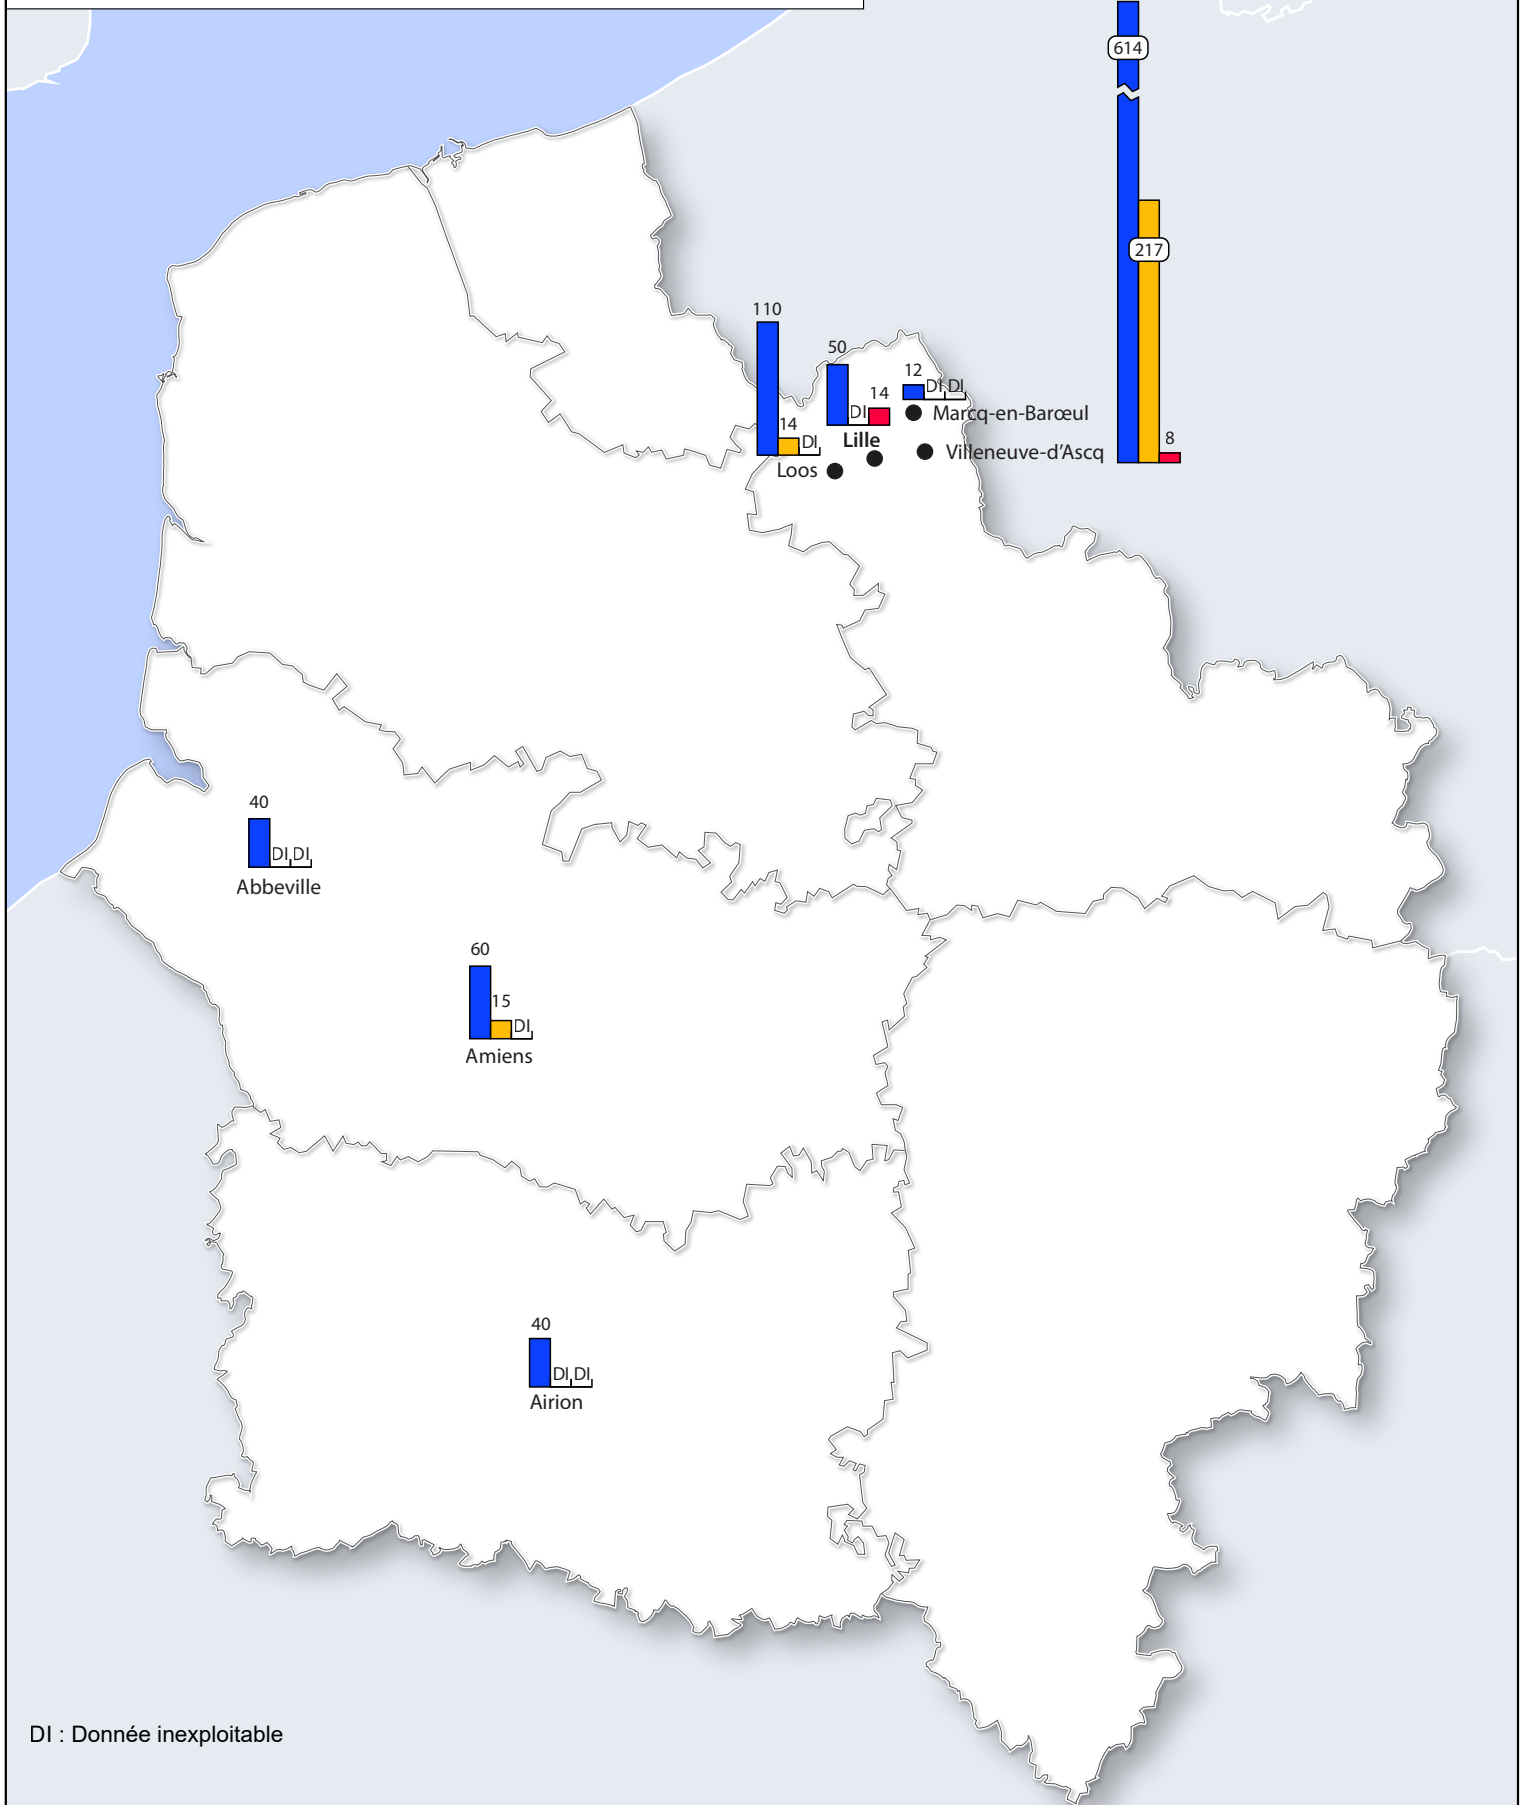 614
217
8
110
14
DI
50
DI
14
12
DI DI
Marcq-en-Barœul
Lille
Villeneuve-d'Ascq
Loos
40
DI DI
Abbeville
60
15
DI
Amiens
40
DI DI
Airion
DI : Donnée inexploitable